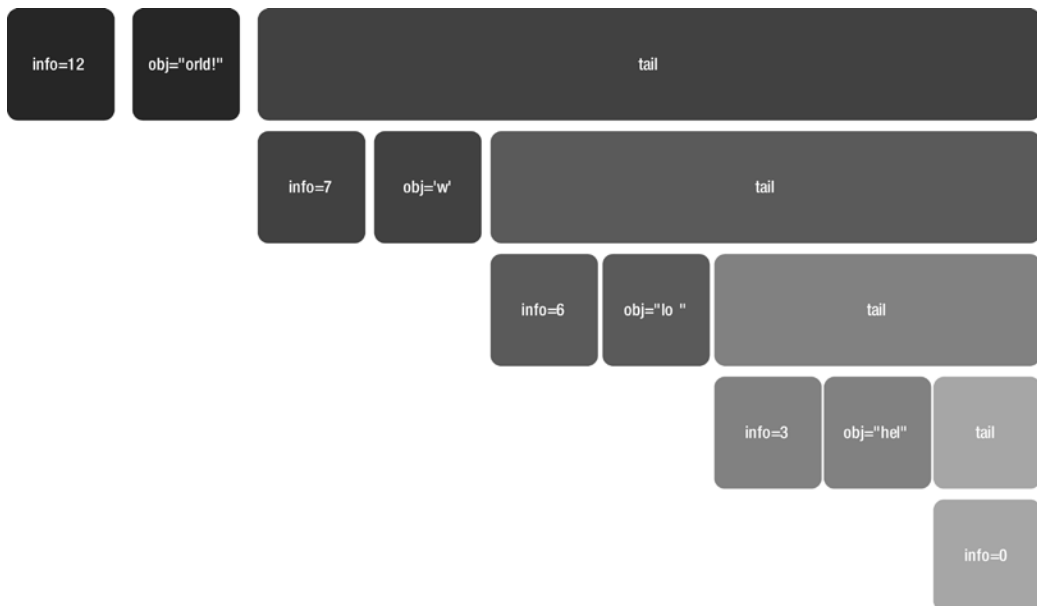 info=12 obj="orld!" tail
info=7 obj='w' tail
info=6 obj="lo " tail
info=3 obj="hel" tail
info=0